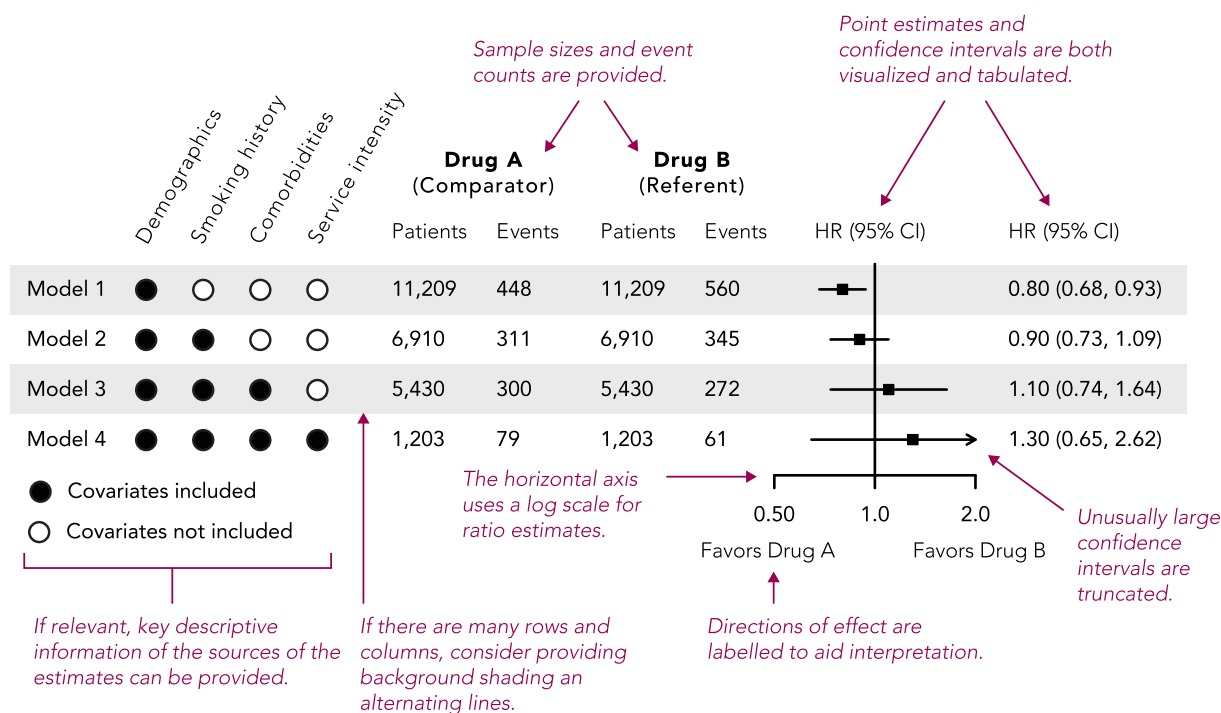 Sample sizes and event
counts are provided.
Point estimates and
confidence intervals are both
visualized and tabulated.
Demographics
Smoking history
Comorbidities
Service intensity
Drug A
(Comparator)
Drug B
(Referent)
Patients Events Patients Events HR (95% CI) HR (95% CI)
Model 1 11,209 448 11,209 560 0.80 (0.68, 0.93)
Model 2 6,910 311 6,910 345 0.90 (0.73, 1.09)
Model 3 5,430 300 5,430 272 1.10 (0.74, 1.64)
Model 4 1,203 79 1,203 61 1.30 (0.65, 2.62)
Covariates included
Covariates not included
The horizontal axis
uses a log scale for
ratio estimates.
0.50 1.0 2.0
Favors Drug A Favors Drug B
Unusually large
confidence
intervals are
truncated.
If relevant, key descriptive
information of the sources of the
estimates can be provided.
If there are many rows and
columns, consider providing
background shading an
alternating lines.
Directions of effect are
labelled to aid interpretation.